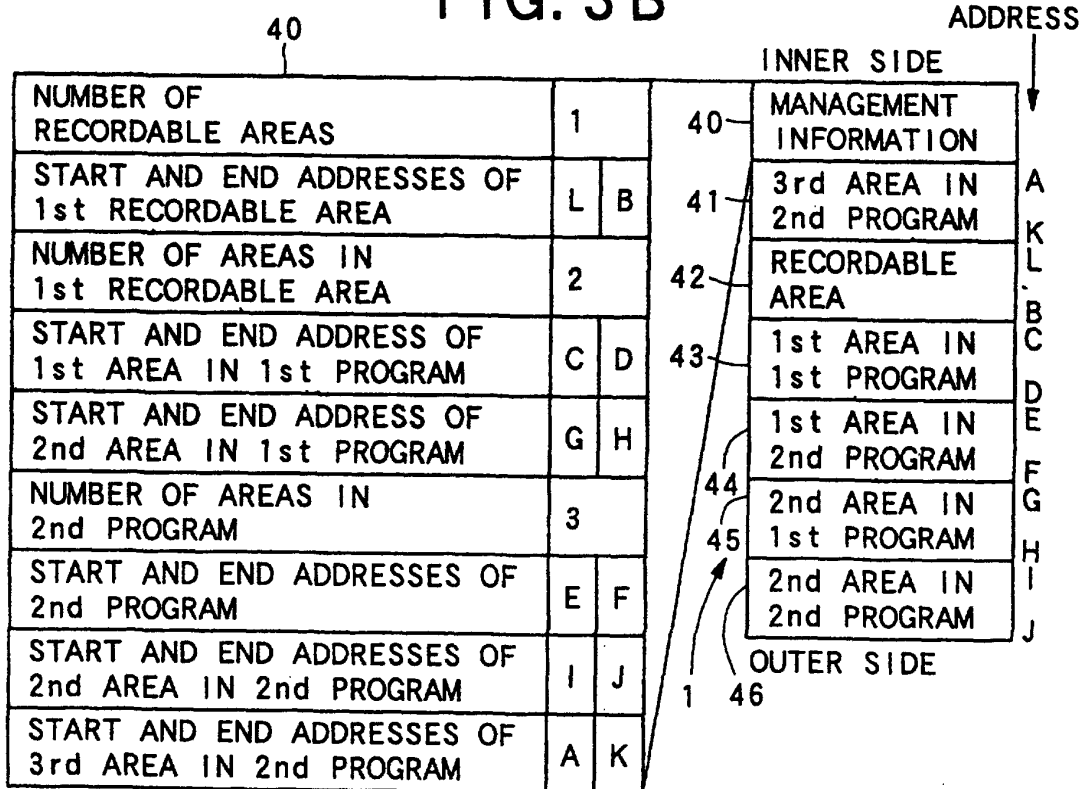 FIG. 3B
40
NUMBER OF
RECORDABLE AREAS
1
START AND END ADDRESSES OF
1st RECORDABLE AREA
L B
NUMBER OF AREAS IN
1st RECORDABLE AREA
2
START AND END ADDRESS OF
1st AREA IN 1st PROGRAM
C D
START AND END ADDRESS OF
2nd AREA IN 1st PROGRAM
G H
NUMBER OF AREAS IN
2nd PROGRAM
3
START AND END ADDRESSES OF
2nd PROGRAM
E F
START AND END ADDRESSES OF
2nd AREA IN 2nd PROGRAM
I J
START AND END ADDRESSES OF
3rd AREA IN 2nd PROGRAM
A K
ADDRESS
INNER SIDE
40
MANAGEMENT
INFORMATION
41
3rd AREA IN
2nd PROGRAM
A
K
42
RECORDABLE
AREA
L
B
43
1st AREA IN
1st PROGRAM
C
D
44
1st AREA IN
2nd PROGRAM
E
F
45
2nd AREA IN
1st PROGRAM
G
H
46
2nd AREA IN
2nd PROGRAM
I
J
OUTER SIDE
1